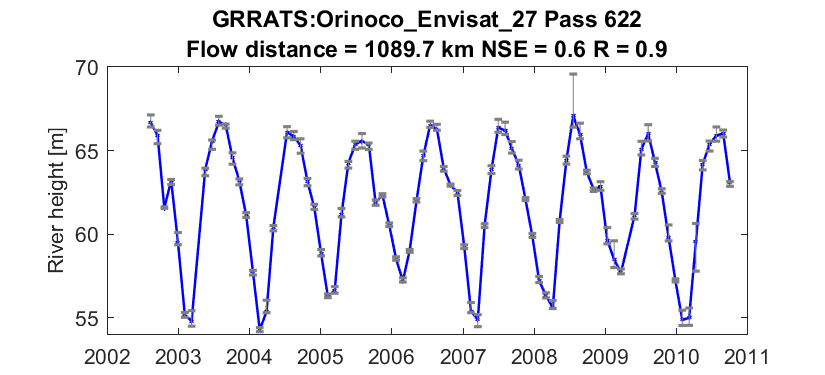 GRRATS:Orinoco_Envisat_27 Pass 622
Flow distance = 1089.7 km NSE = 0.6 R = 0.9
River height [m]
70
65
60
55
2002 2003 2004 2005 2006 2007 2008 2009 2010 2011